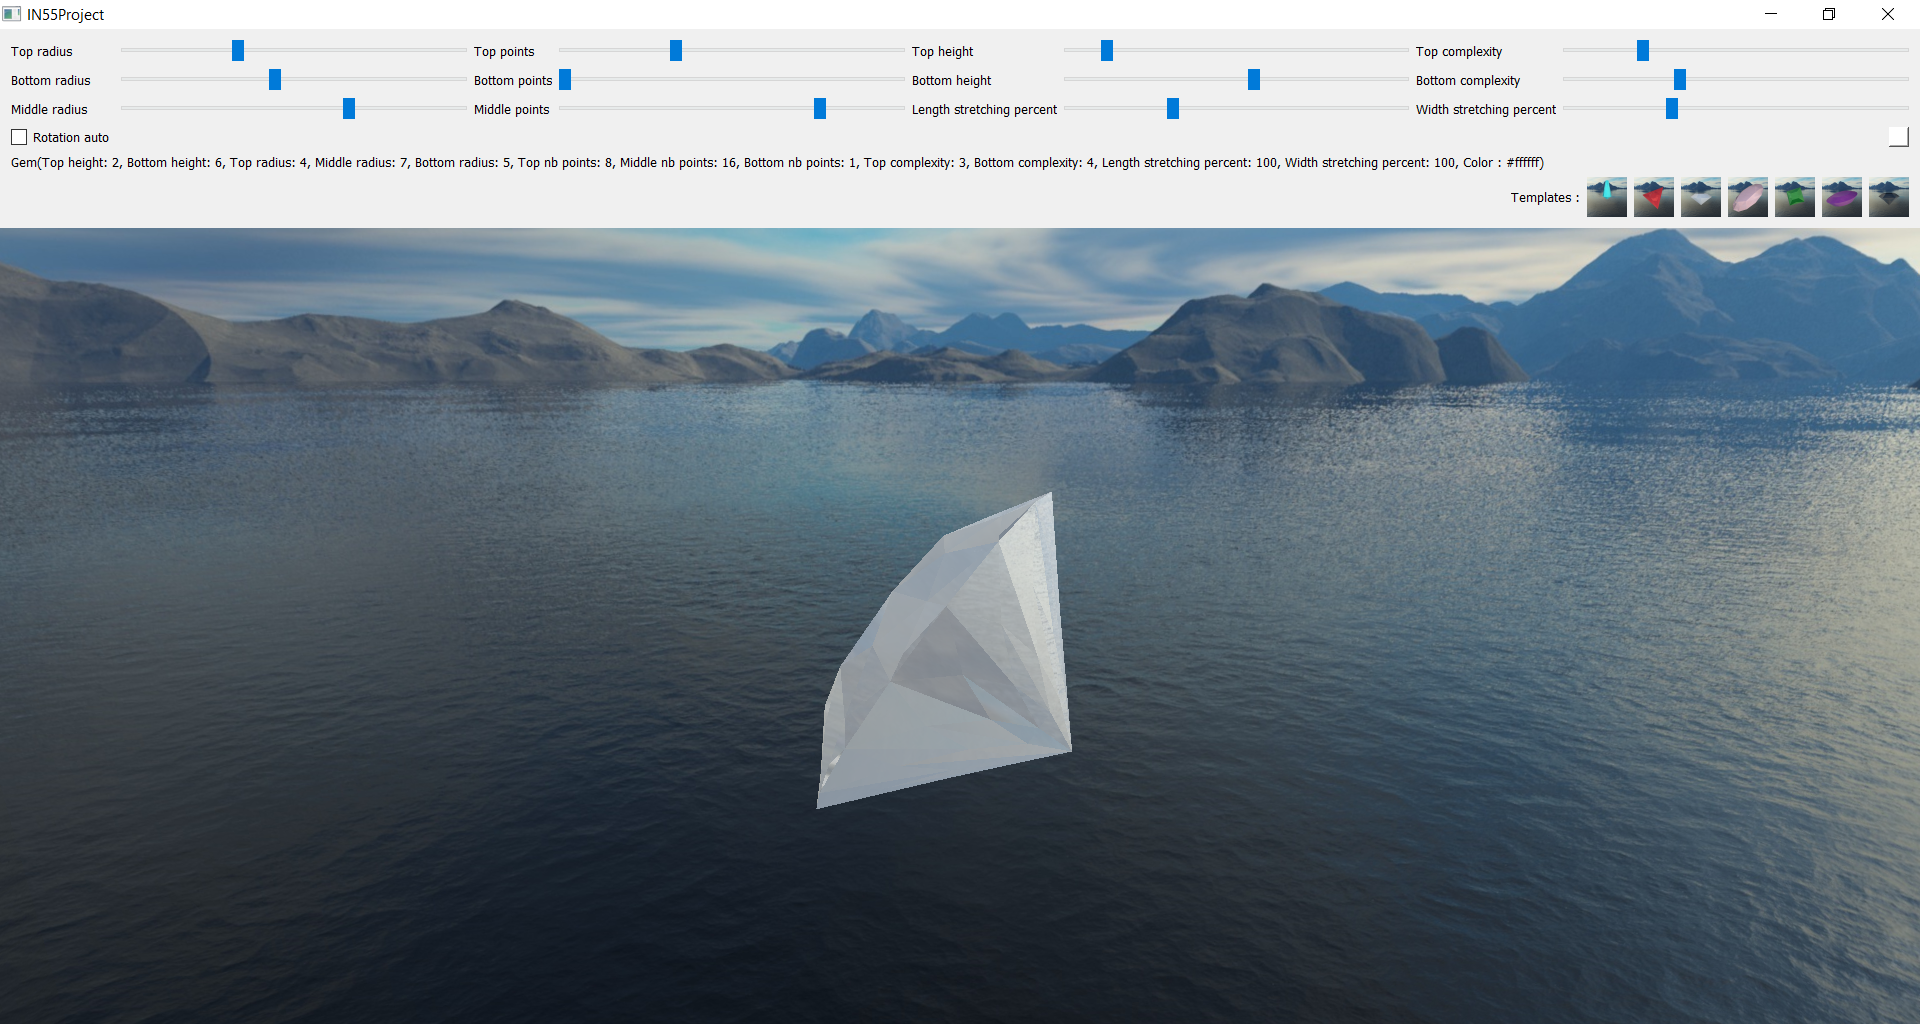 IN55Project
Top radius Top points Top height Top complexity
Bottom radius Bottom points Bottom height Bottom complexity
Middle radius Middle points Length stretching percent Width stretching percent
Rotation auto
Gem(Top height: 2, Bottom height: 6, Top radius: 4, Middle radius: 7, Bottom radius: 5, Top nb points: 8, Middle nb points: 16, Bottom nb points: 1, Top complexity: 3, Bottom complexity: 4, Length stretching percent: 100, Width stretching percent: 100, Color : #ffffff)
Templates :